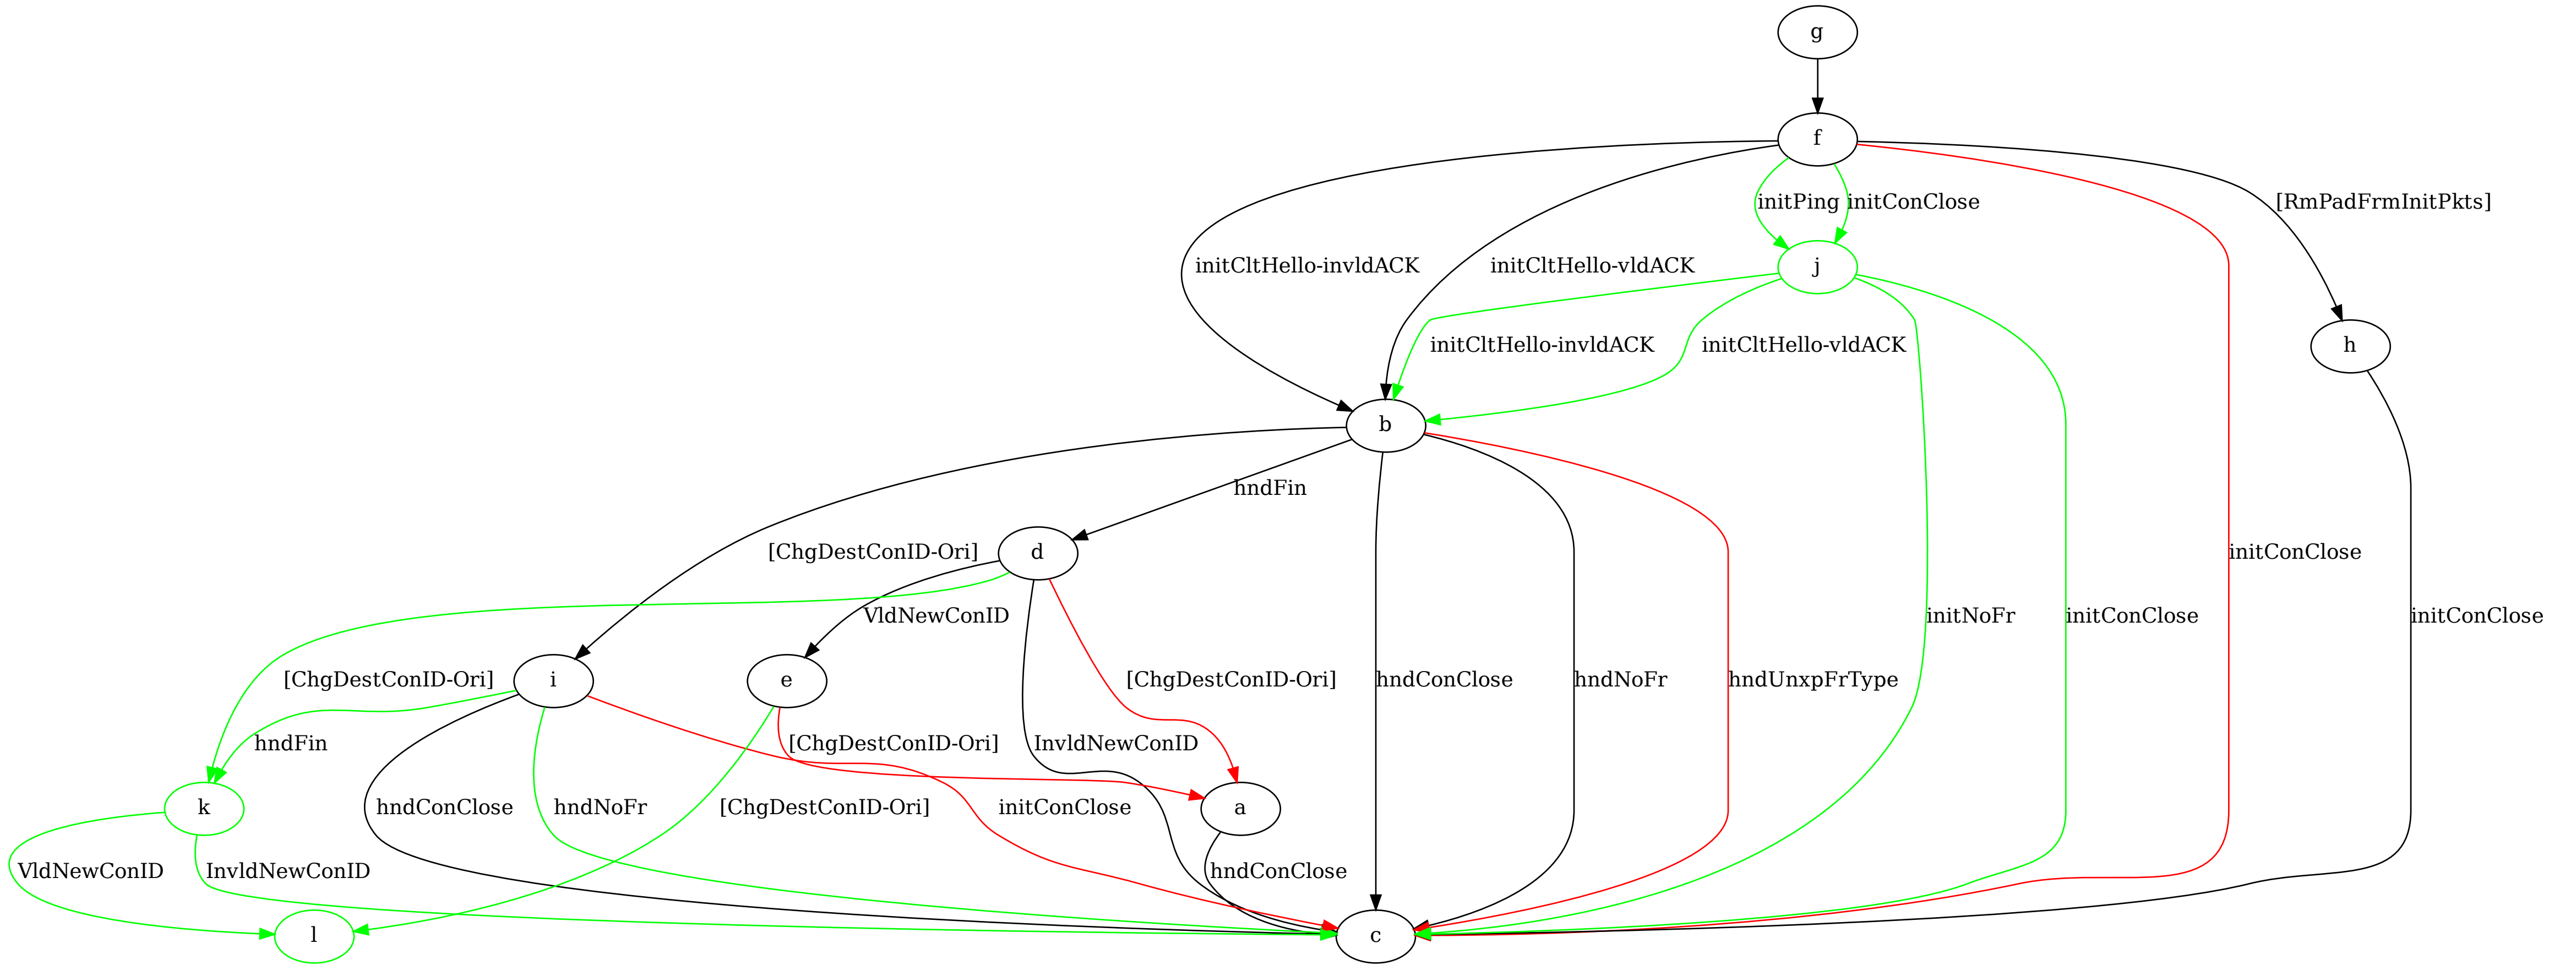 g
f
initPing
initConClose
[RmPadFrmInitPkts]
initCltHello-invldACK
initCltHello-vldACK
j
initCltHello-invldACK
initCltHello-vldACK
h
b
hndFin
[ChgDestConID-Ori]
d
initConClose
VldNewConID
initNoFr
initConClose
initConClose
[ChgDestConID-Ori]
i
e
[ChgDestConID-Ori]
hndConClose
hndNoFr
hndUnxpFrType
hndFin
[ChgDestConID-Ori]
InvldNewConID
k
hndConClose
hndNoFr
[ChgDestConID-Ori]
initConClose
a
VldNewConID
InvldNewConID
hndConClose
l
c